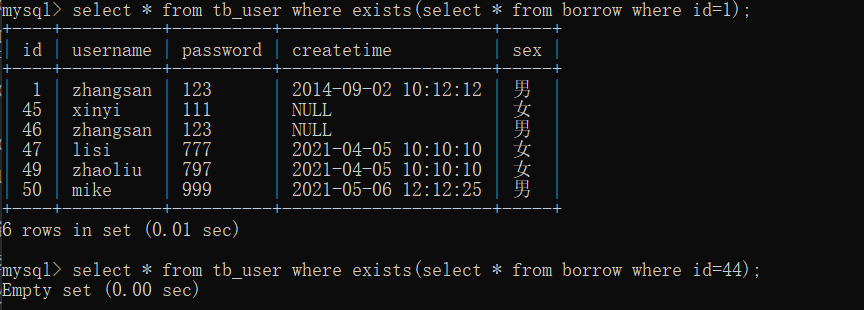 mysql> select * from tb_user where exists(select * from borrow where id=1);
+----+----------+----------+---------------------+-----+
| id | username | password | createtime          | sex |
+----+----------+----------+---------------------+-----+
|  1 | zhangsan | 123      | 2014-09-02 10:12:12 | 男  |
| 45 | xinyi    | 111      | NULL                | 女  |
| 46 | zhangsan | 123      | NULL                | 男  |
| 47 | lisi     | 777      | 2021-04-05 10:10:10 | 女  |
| 49 | zhaoliu  | 797      | 2021-04-05 10:10:10 | 女  |
| 50 | mike     | 999      | 2021-05-06 12:12:25 | 男  |
+----+----------+----------+---------------------+-----+
6 rows in set (0.01 sec)
mysql> select * from tb_user where exists(select * from borrow where id=44);
Empty set (0.00 sec)